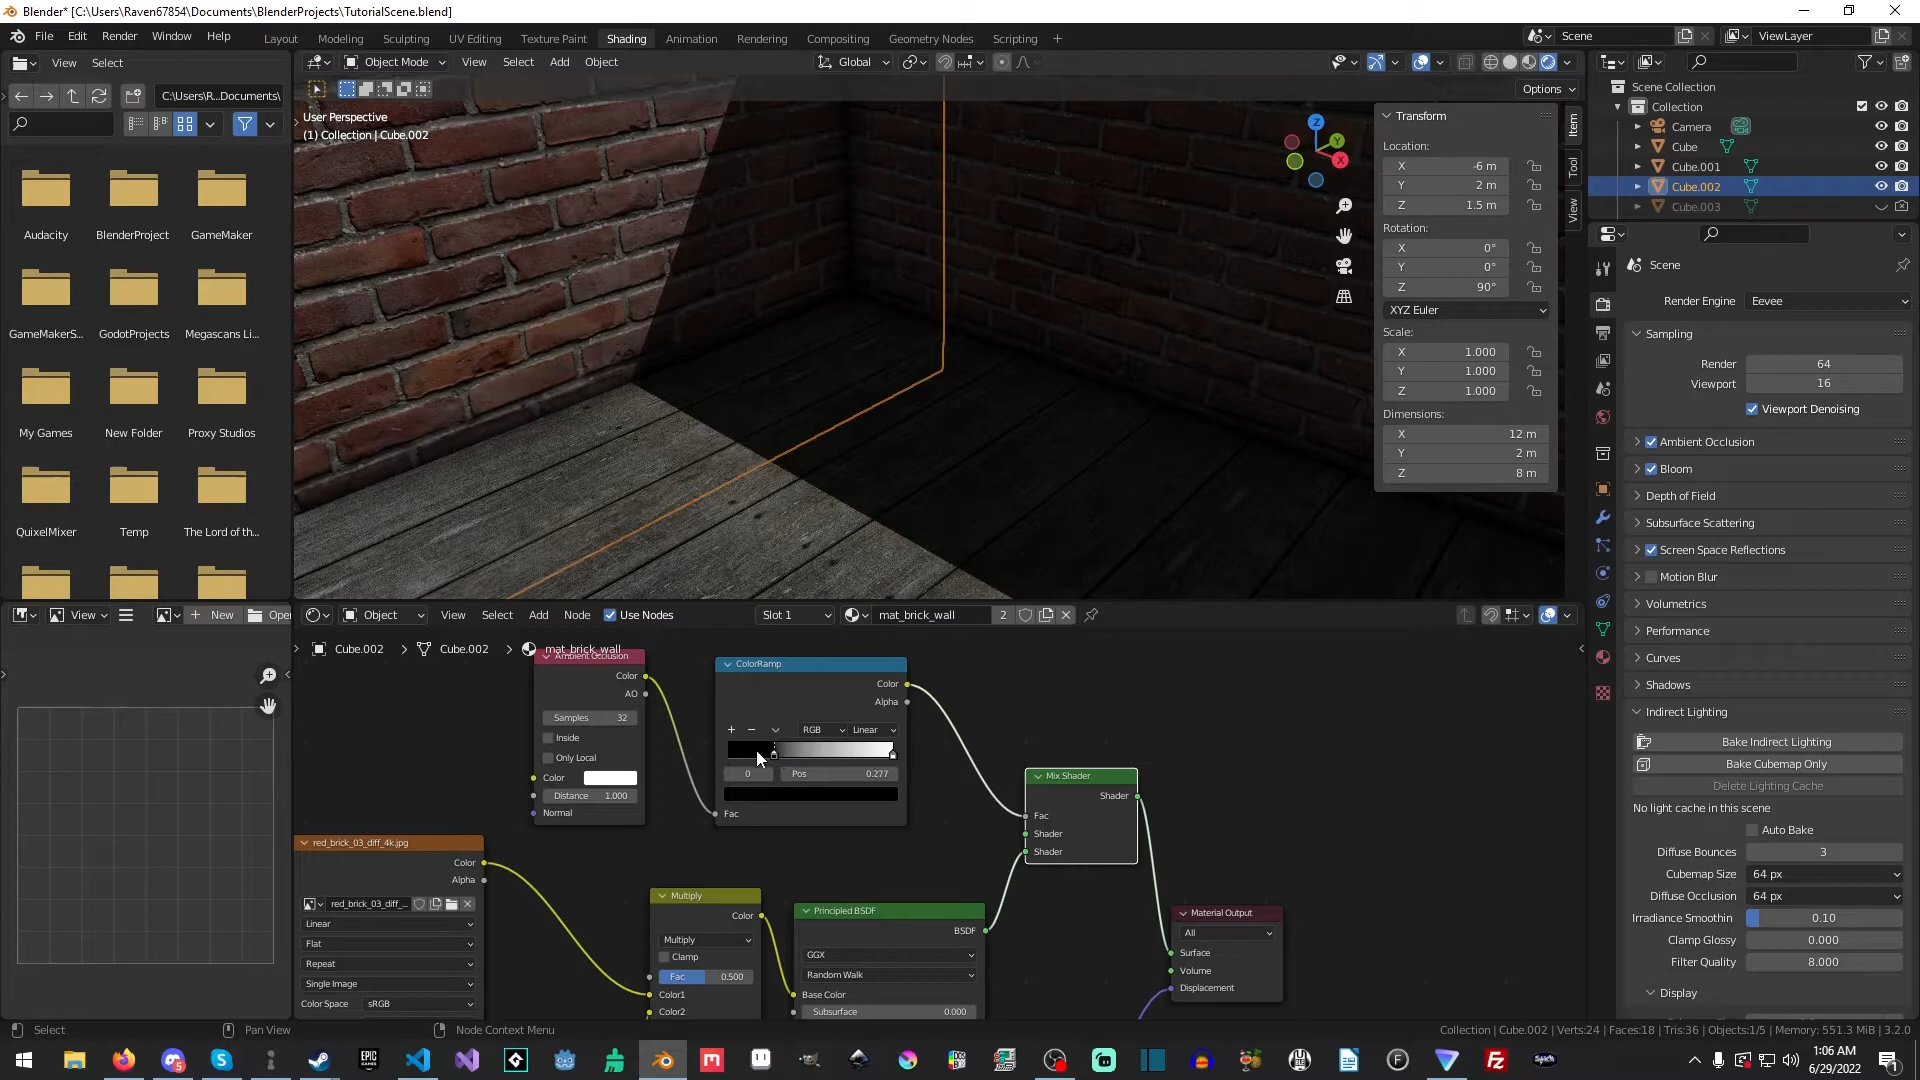 Blender* [C:\Users\Raven67854\Documents\BlenderProjects\TutorialScene.blend]
File Edit Render Window Help
Layout Modeling Sculpting UV Editing Texture Paint Shading Animation Rendering Compositing Geometry Nodes Scripting
Scene ViewLayer
View Select
Object Mode View Select Add Object
Global
C:\Users\R...Documents\
Options
User Perspective
(1) Collection | Cube.002
Audacity BlenderProject GameMaker
GameMakerS... GodotProjects Megascans Li...
My Games New Folder Proxy Studios
QuixelMixer Temp The Lord of th...
Transform
Location:
X -6 m
Y 2 m
Z 1.5 m
Rotation:
X 0°
Y 0°
Z 90°
XYZ Euler
Scale:
X 1.000
Y 1.000
Z 1.000
Dimensions:
X 12 m
Y 2 m
Z 8 m
Item
Tool
View
Z
Y
X
Scene Collection
Collection
Camera
Cube
Cube.001
Cube.002
Cube.003
Scene
Render Engine Eevee
Sampling
Render 64
Viewport 16
Viewport Denoising
Ambient Occlusion
Bloom
Depth of Field
Subsurface Scattering
Screen Space Reflections
Motion Blur
Volumetrics
Performance
Curves
Shadows
Indirect Lighting
Bake Indirect Lighting
Bake Cubemap Only
Delete Lighting Cache
No light cache in this scene
Auto Bake
Diffuse Bounces 3
Cubemap Size 64 px
Diffuse Occlusion 64 px
Irradiance Smoothin 0.10
Clamp Glossy 0.000
Filter Quality 8.000
Display
View New Open
Object View Select Add Node Use Nodes Slot 1 mat_brick_wall 2
Cube.002 > Cube.002 > mat_brick_wall
Ambient Occlusion
Color
AO
Samples 32
Inside
Only Local
Color
Distance 1.000
Normal
ColorRamp
Color
Alpha
RGB Linear
0 Pos 0.277
Fac
Mix Shader
Shader
Fac
Shader
Shader
red_brick_03_diff_4k.jpg
Color
Alpha
red_brick_03_diff_...
Linear
Flat
Repeat
Single Image
Color Space sRGB
Multiply
Color
Multiply
Clamp
Fac 0.500
Color1
Color2
Principled BSDF
BSDF
GGX
Random Walk
Base Color
Subsurface 0.000
Material Output
All
Surface
Volume
Displacement
Select Pan View Node Context Menu
Collection | Cube.002 | Verts:24 | Faces:18 | Tris:36 | Objects:1/5 | Memory: 551.3 MiB | 3.2.0
1:06 AM
6/29/2022